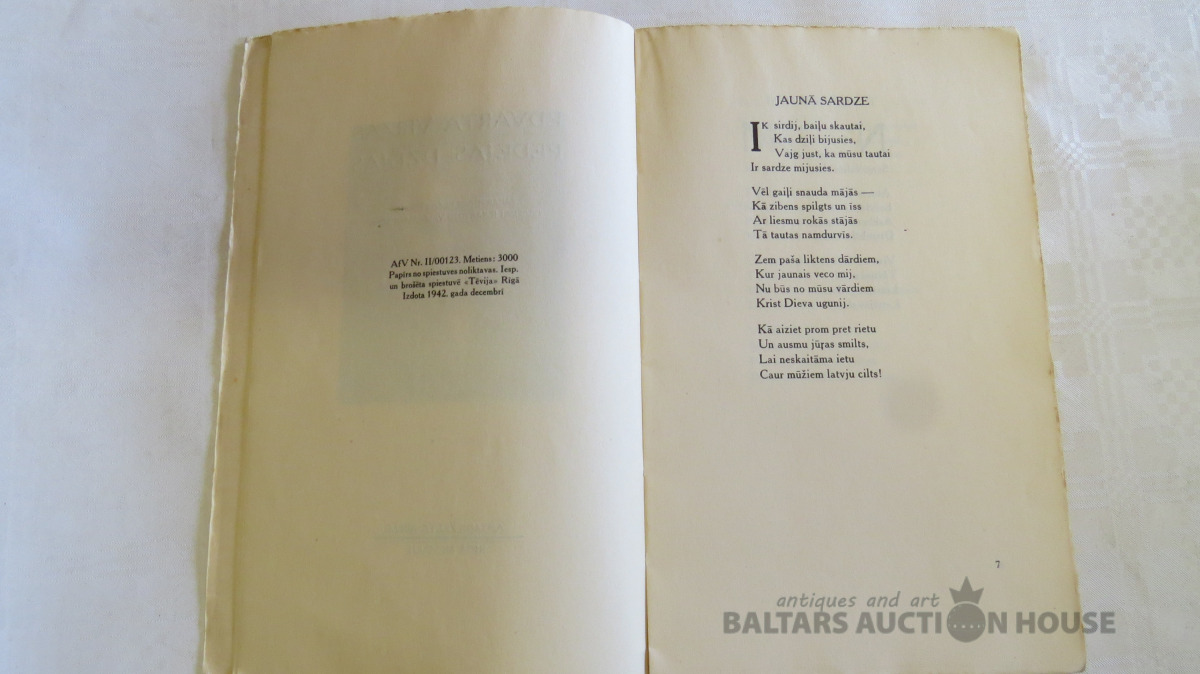 AfV Nr. II/00123. Metiens: 3000
Papīrs no spiestuves noliktavas. Iesp.
un brošēta spiestuvē «Tēvija» Rīgā
Izdota 1942. gada decembrī
JAUNĀ SARDZE
IK sirdij, baiļu skautai,
Kas dziļi bijusies,
Vajg just, ka mūsu tautai
Ir sardze mijusies.
Vēl gaiļi snauda mājās —
Kā zibens spilgts un īss
Ar liesmu rokās stājās
Tā tautas namdurvīs.
Zem paša liktens dārdiem,
Kur jaunais veco mij,
Nu būs no mūsu vārdiem
Krist Dieva ugunij.
Kā aiziet prom pret rietu
Un ausmu jūŗas smilts,
Lai neskaitāma ietu
Caur mūžiem latvju cilts!
7
antiques and art
BALTARS AUCTION HOUSE